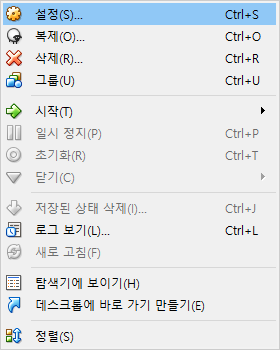 설정(S)... Ctrl+S
복제(O)... Ctrl+O
삭제(R)... Ctrl+R
그룹(U) Ctrl+U
시작(T)
일시 정지(P) Ctrl+P
초기화(R) Ctrl+T
닫기(C)
저장된 상태 삭제(I)... Ctrl+J
로그 보기(L)... Ctrl+L
새로 고침(F)
탐색기에 보이기(H)
데스크톱에 바로 가기 만들기(E)
정렬(S)